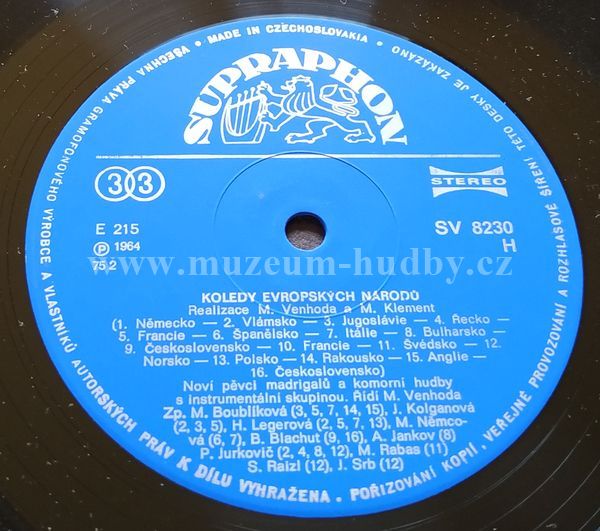 VŠECHNA PRÁVA GRAMOFONOVÉHO VÝROBCE A VLASTNÍKŮ AUTORSKÝCH PRÁV K DÍLU VYHRAŽENA. POŘIZOVÁNÍ KOPIÍ, VEŘEJNÉ PROVOZOVÁNÍ A ROZHLASOVÉ ŠÍŘENÍ TÉTO DESKY JE ZAKÁZÁNO • MADE IN CZECHOSLOVAKIA •
SUPRAPHON
33
STEREO
E 215
SV 8230
℗ 1964
H
75 2
www.muzeum-hudby.cz
KOLEDY EVROPSKÝCH NÁRODŮ
Realizace M. Venhoda a M. Klement
(1. Německo — 2. Vlámsko — 3. Jugoslávie — 4. Řecko —
5. Francie — 6. Španělsko — 7. Itálie — 8. Bulharsko —
9. Československo — 10. Francie — 11. Švédsko — 12.
Norsko — 13. Polsko — 14. Rakousko — 15. Anglie —
16. Československo)
Noví pěvci madrigalů a komorní hudby
s instrumentální skupinou. Řídí M. Venhoda
Zp. M. Boublíková (3, 5, 7, 14, 15), J. Kolganová
(2, 3, 5), H. Legerová (2, 5, 7, 13), M. Němco-
vá (6, 7), B. Blachut (9, 16), A. Jankov (8)
P. Jurkovič (2, 4, 8, 12), M. Rabas (11)
S. Raizl (12), J. Srb (12)